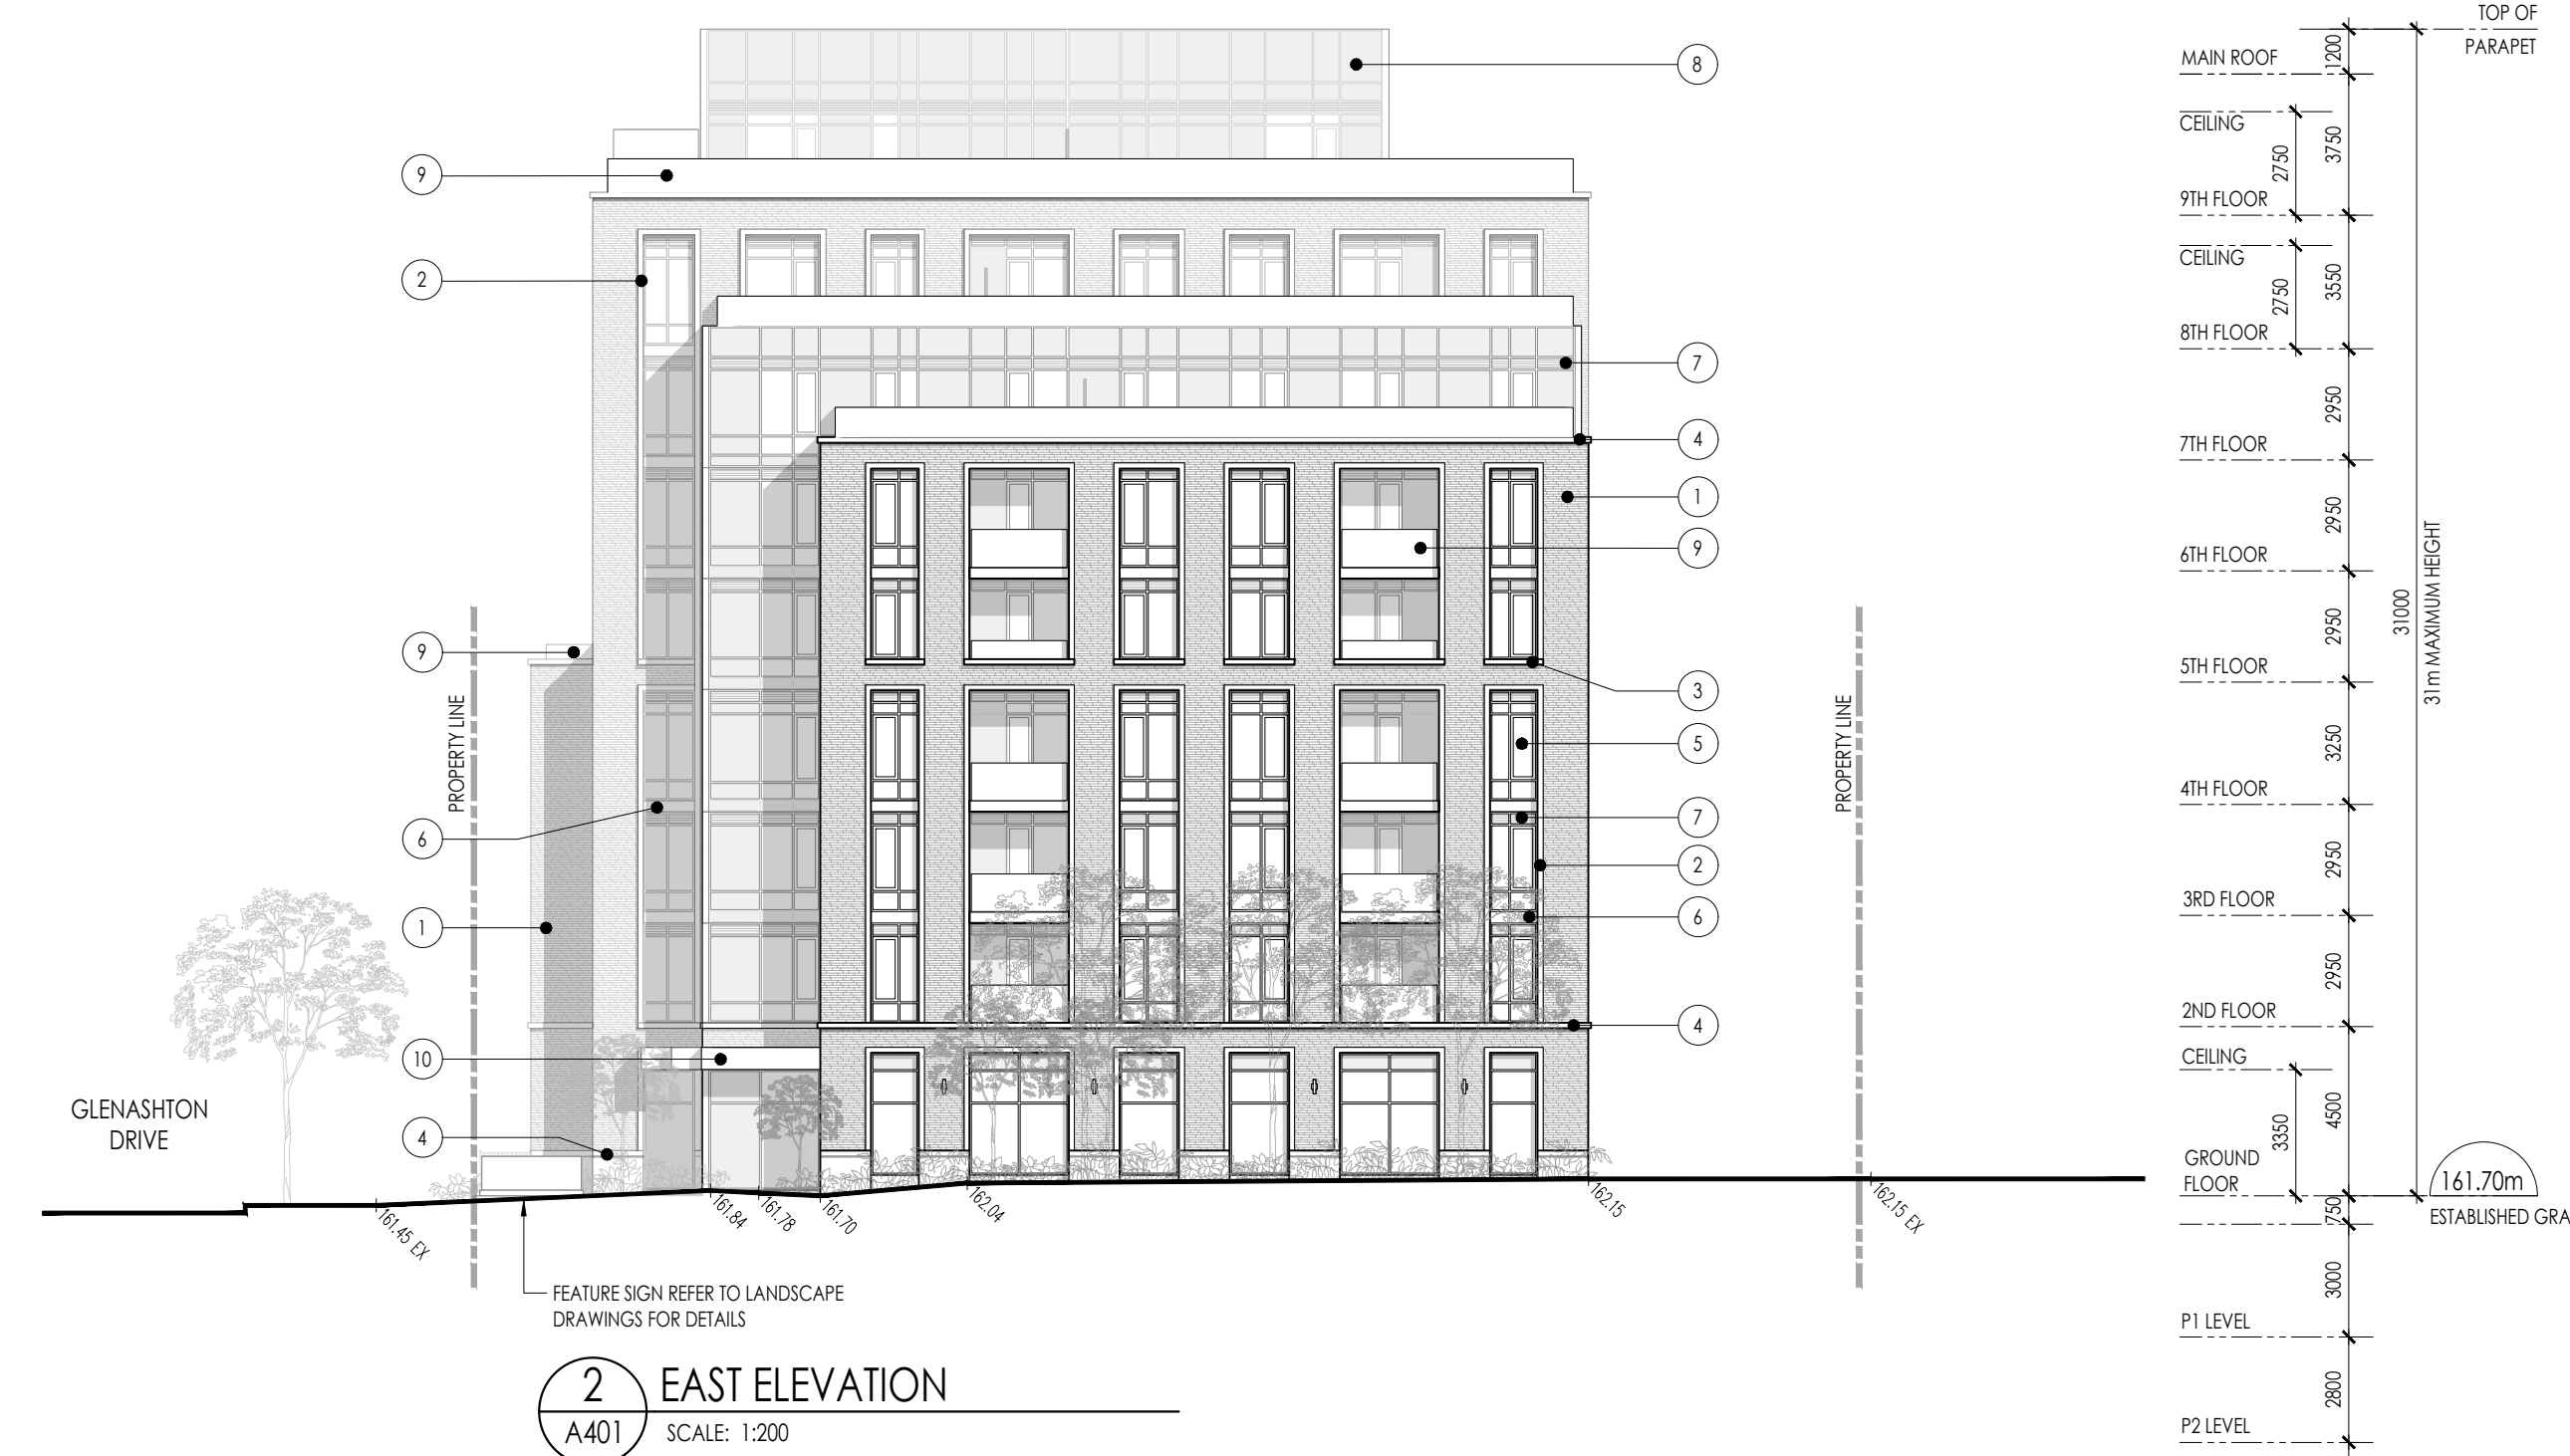 TOP OF
PARAPET
1200
MAIN ROOF
8
CEILING
3750
2750
9
9TH FLOOR
CEILING
2
3550
2750
8TH FLOOR
7
2950
4
7TH FLOOR
1
2950
9
6TH FLOOR
31000
31m MAXIMUM HEIGHT
2950
9
5TH FLOOR
3
PROPERTY LINE
PROPERTY LINE
5
3250
4TH FLOOR
7
6
2
2950
3RD FLOOR
6
1
2950
2ND FLOOR
4
10
CEILING
GLENASHTON
DRIVE
4500
3350
4
GROUND
FLOOR
161.70m
750
ESTABLISHED GRA
161.45 EX
161.84
161.78
161.70
162.04
162.15
162.15 EX
FEATURE SIGN REFER TO LANDSCAPE
DRAWINGS FOR DETAILS
3000
P1 LEVEL
2
EAST ELEVATION
A401
SCALE: 1:200
2800
P2 LEVEL